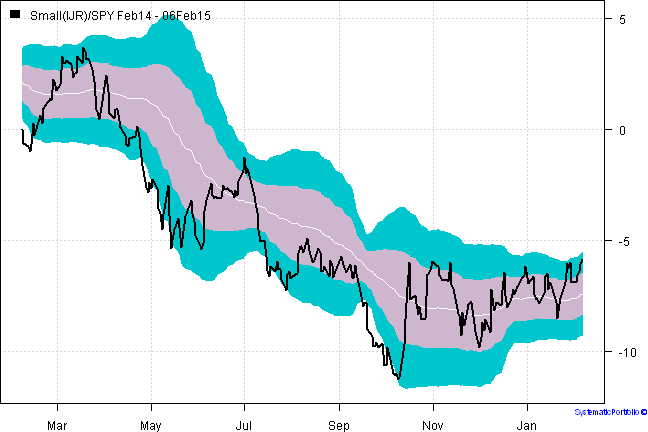 Small(IJR)/SPY Feb14 - 06Feb15
5
0
-5
-10
Mar May Jul Sep Nov Jan
SystematicPortfolio ©